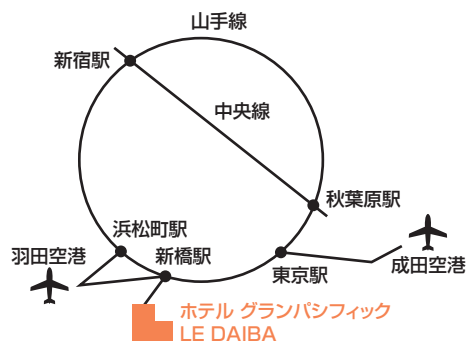 山手線
新宿駅
中央線
秋葉原駅
浜松町駅
羽田空港
新橋駅
東京駅
成田空港
ホテル グランパシフィック
LE DAIBA